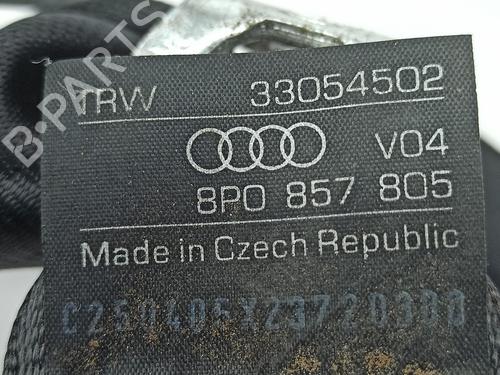 B-PARTS
TRW 33054502
V04
8P0 857 805
Made in Czech Republic